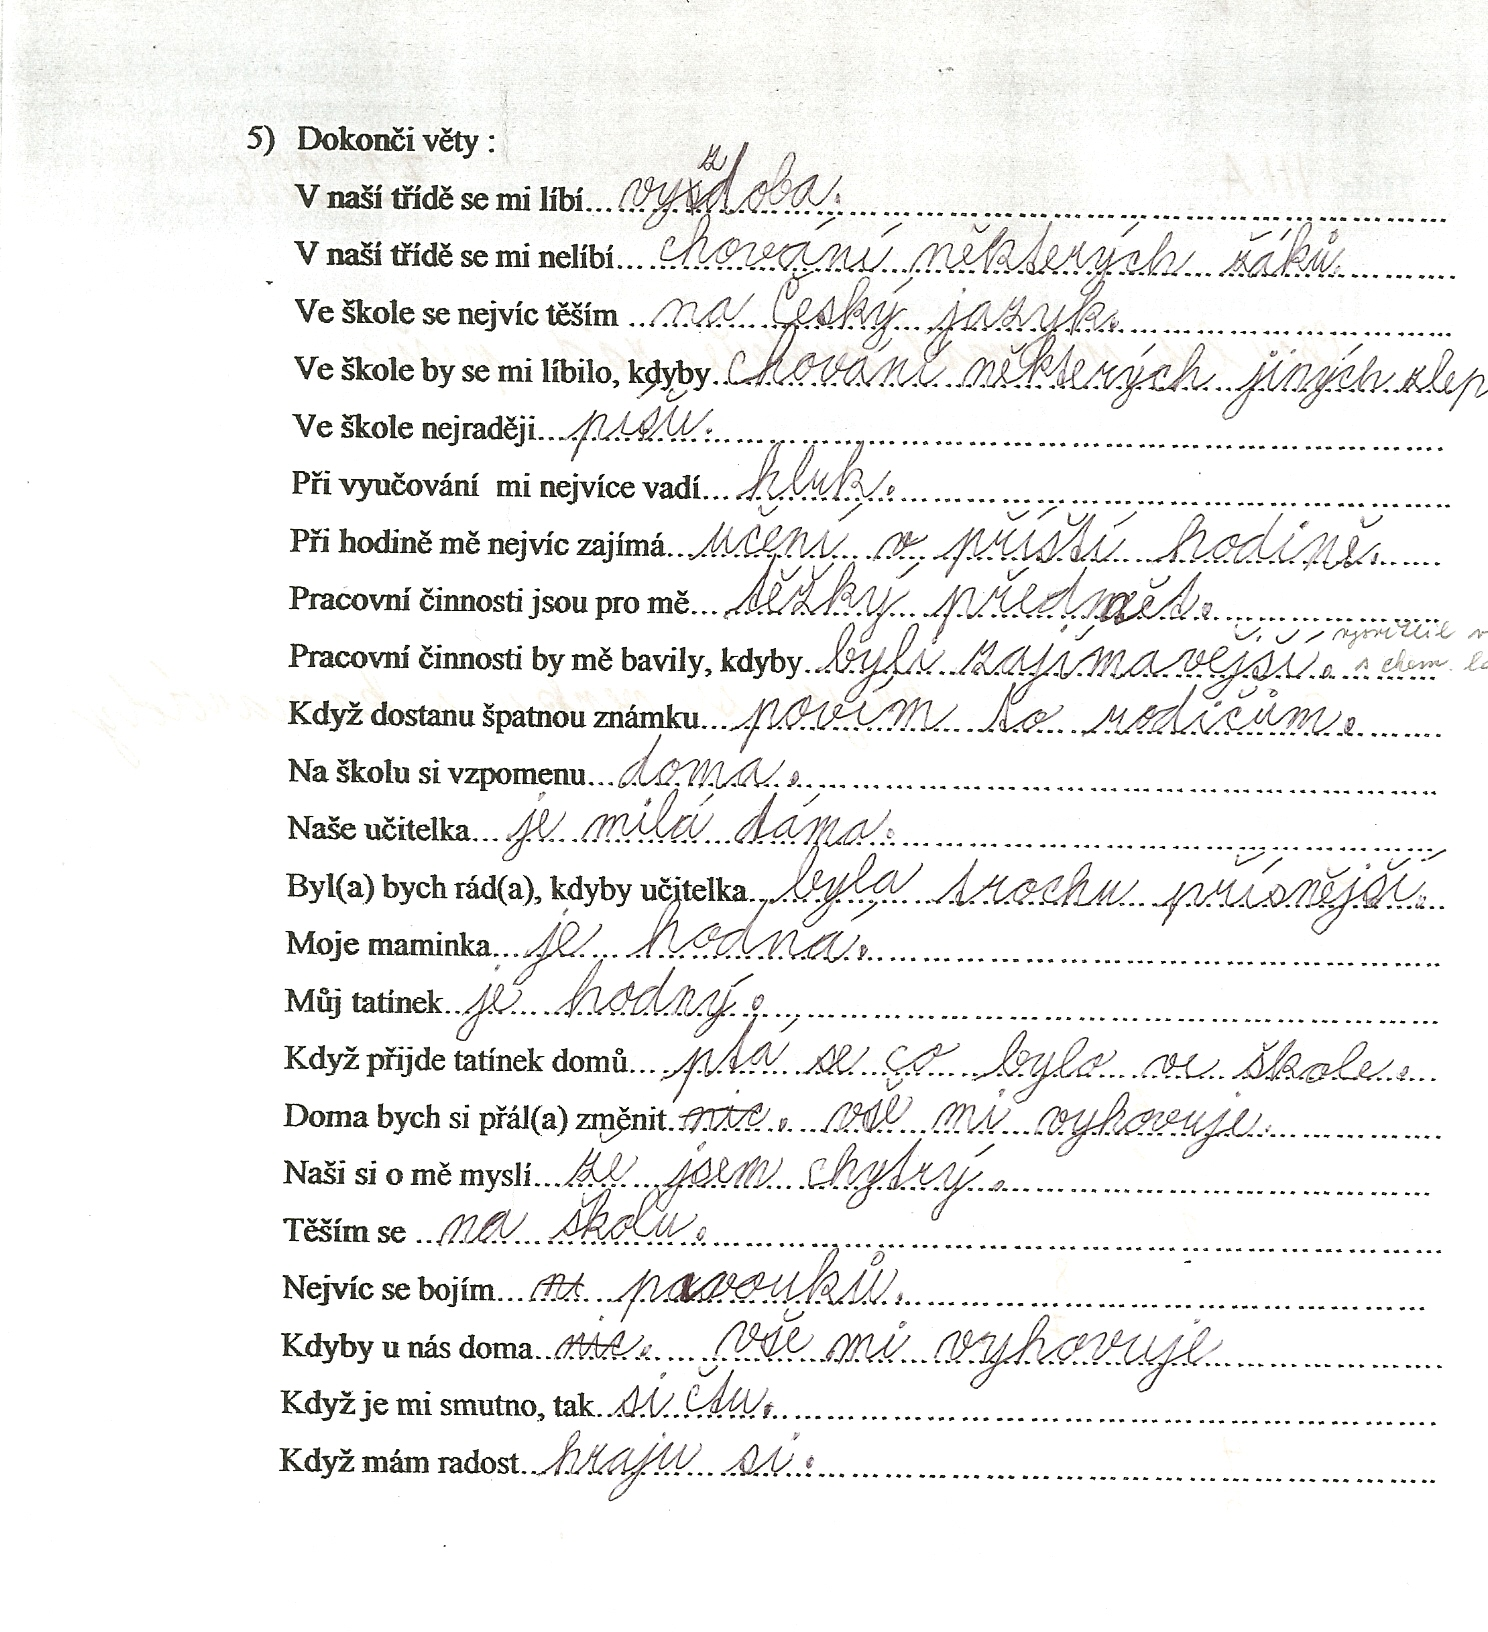 5) Dokonči věty :
V naší třídě se mi líbí...výzdoba.
V naší třídě se mi nelíbí...chování některých žáků.
Ve škole se nejvíc těším ...na Český jazyk.
Ve škole by se mi líbilo, kdyby chování některých jiných zlep
Ve škole nejraději...píšu.
Při vyučování mi nejvíce vadí...hluk.
Při hodině mě nejvíc zajímá...učení v příští hodině.
Pracovní činnosti jsou pro mě...těžký předmět.
Pracovní činnosti by mě bavily, kdyby...byli zajímavější.
s chem.
Když dostanu špatnou známku...povím to rodičům.
Na školu si vzpomenu...doma.
Naše učitelka...je milá dáma.
Byl(a) bych rád(a), kdyby učitelka...byla trochu přísnější.
Moje maminka...je hodná.
Můj tatínek...je hodný.
Když přijde tatínek domů...ptá se co bylo ve škole.
Doma bych si přál(a) změnit nic. vše mi vyhovuje.
Naši si o mě myslí...že jsem chytrý.
Těším se ...na školu.
Nejvíc se bojím...pavouků.
Kdyby u nás doma...nic. vše mi vyhovuje
Když je mi smutno, tak...si čtu.
Když mám radost...hraju si.